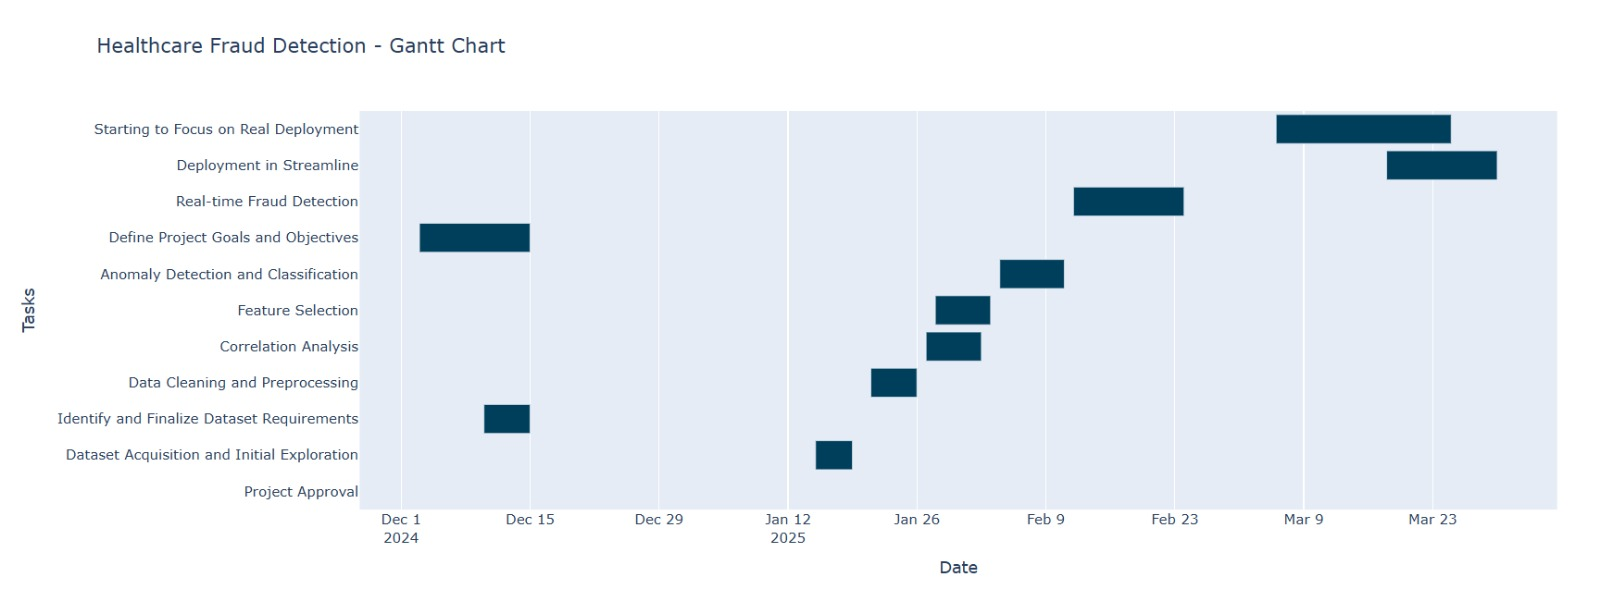 Healthcare Fraud Detection - Gantt Chart
Tasks
Starting to Focus on Real Deployment
Deployment in Streamline
Real-time Fraud Detection
Define Project Goals and Objectives
Anomaly Detection and Classification
Feature Selection
Correlation Analysis
Data Cleaning and Preprocessing
Identify and Finalize Dataset Requirements
Dataset Acquisition and Initial Exploration
Project Approval
Dec 1 Dec 15 Dec 29 Jan 12 Jan 26 Feb 9 Feb 23 Mar 9 Mar 23
2024 2025
Date